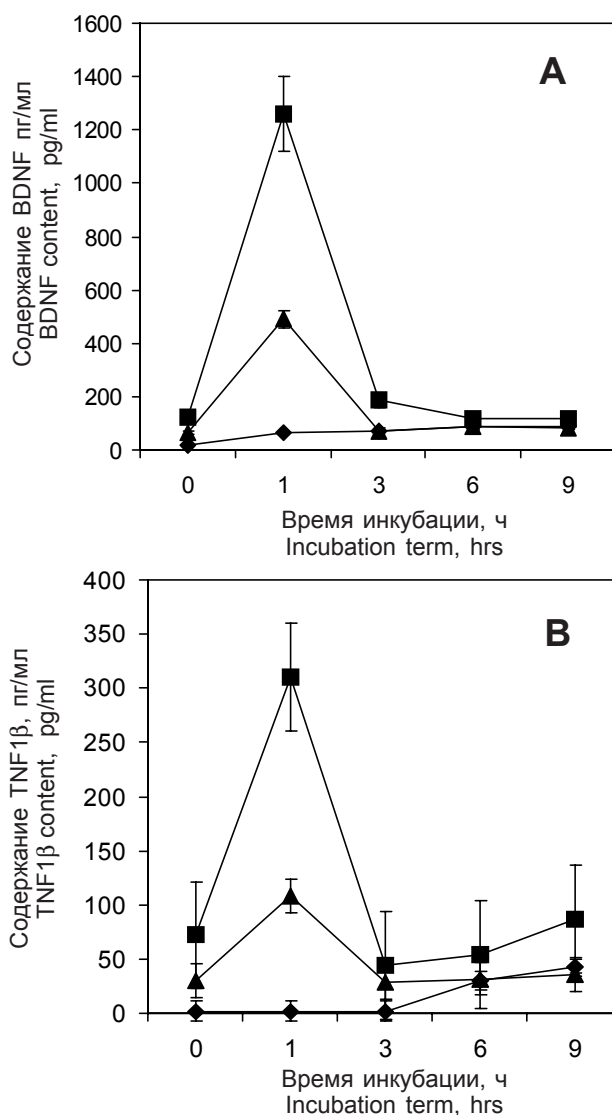 A
Содержание BDNF пг/мл
BDNF content, pg/ml
1600
1400
1200
1000
800
600
400
200
0
0 1 3 6 9
Время инкубации, ч
Incubation term, hrs
B
Содержание TNF1β, пг/мл
TNF1β content, pg/ml
400
350
300
250
200
150
100
50
0
0 1 3 6 9
Время инкубации, ч
Incubation term, hrs